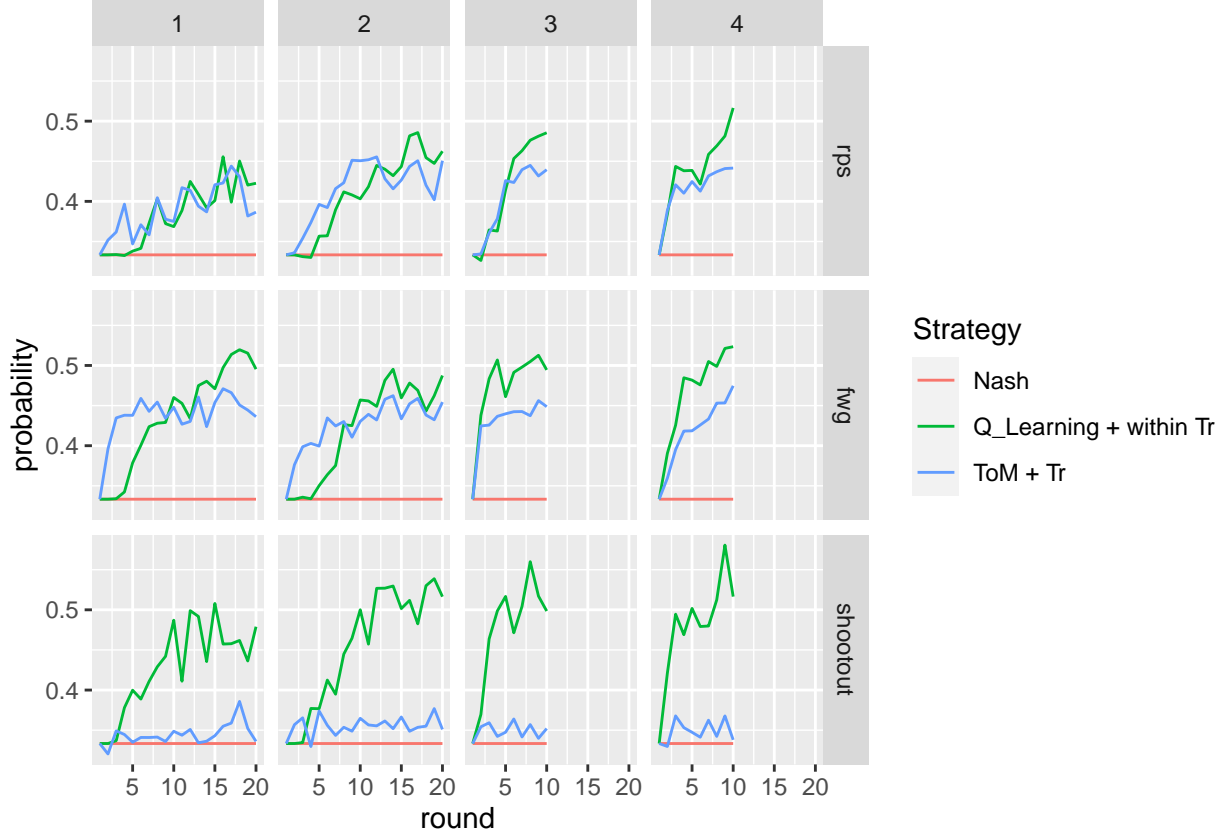 1 2 3 4
rps
0.5
0.4
fwg
0.5
0.4
shootout
0.5
0.4
probability
5 10 15 20 5 10 15 20 5 10 15 20 5 10 15 20
round
Strategy
Nash
Q_Learning + within Tr
ToM + Tr